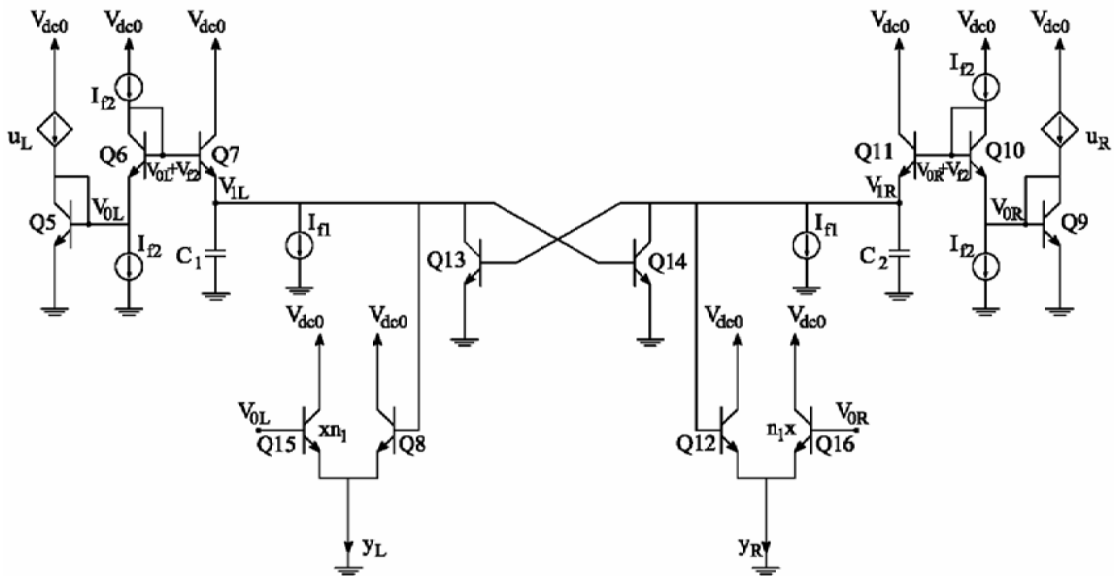 Vdc0 Vdc0 Vdc0 Vdc0 Vdc0 Vdc0
If2 If2
uL Q6 Q7 Q11 Q10 uR
V0L+Vf2 V0R+Vf2
V1L V1R
Q5 V0L V0R Q9
If2 C1 If1 Q13 Q14 If1 C2 If2
Vdc0 Vdc0 Vdc0 Vdc0
V0L xn1 n1x V0R
Q15 Q8 Q12 Q16
yL yR